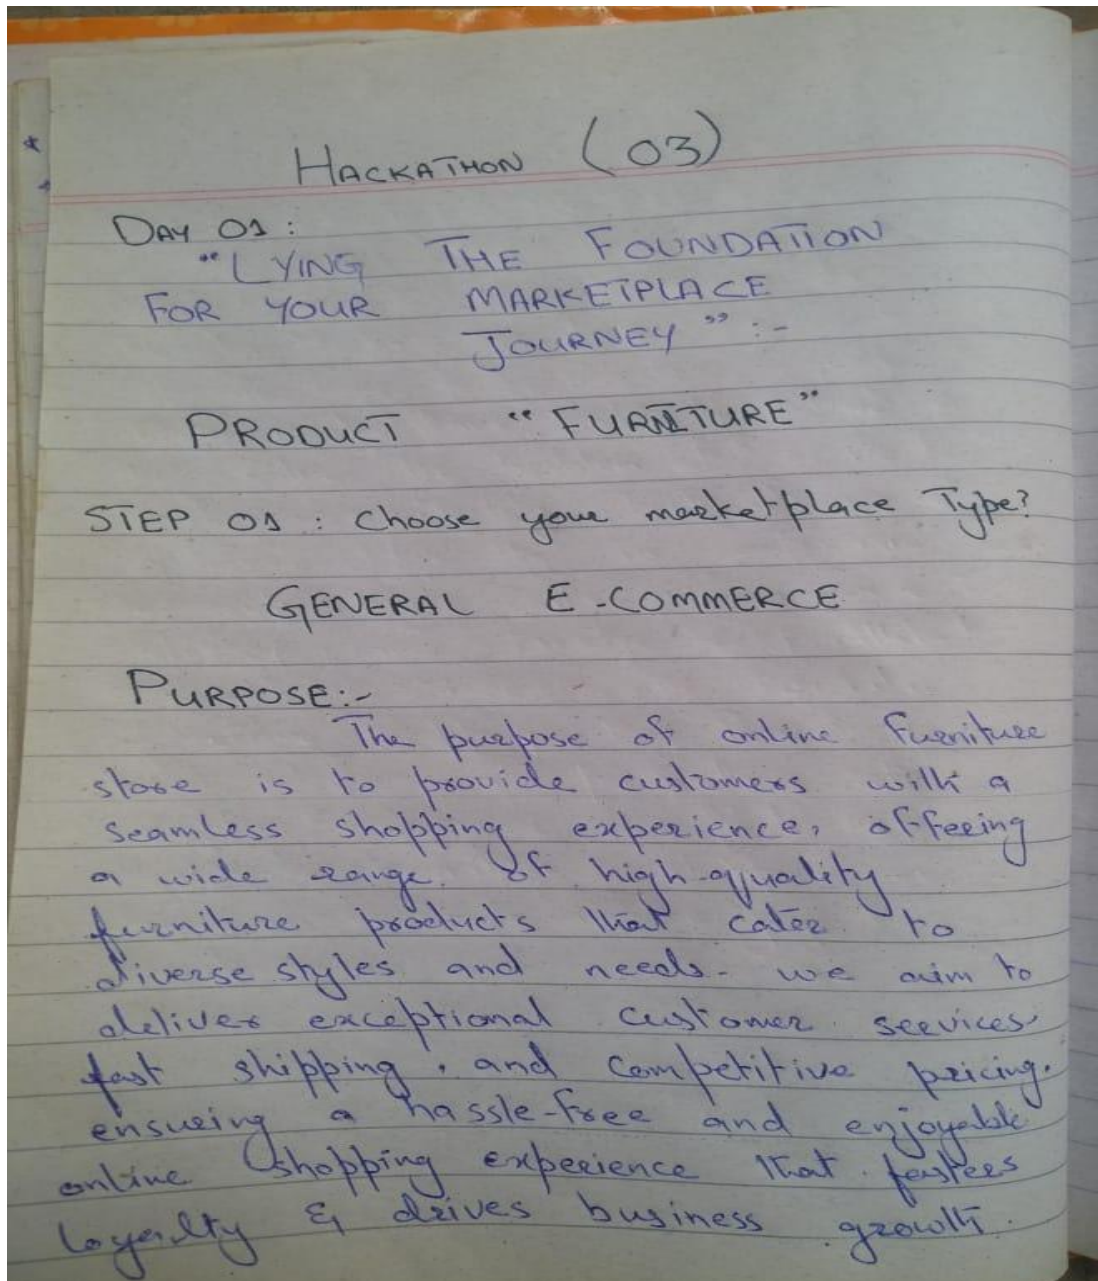 HACKATHON (03)
DAY 01:
"LYING THE FOUNDATION
FOR YOUR MARKETPLACE
JOURNEY" :-
PRODUCT "FURNITURE"
STEP 01 : Choose your marketplace Type?
GENERAL E-COMMERCE
PURPOSE:-
The purpose of online furniture
store is to provide customers with a
seamless shopping experience, offering
a wide range of high-quality
furniture products that cater to
diverse styles and needs. we aim to
deliver exceptional customer services,
fast shipping, and competitive pricing.
ensuring a hassle-free and enjoyable
online shopping experience that fosters
loyalty & drives business growth.